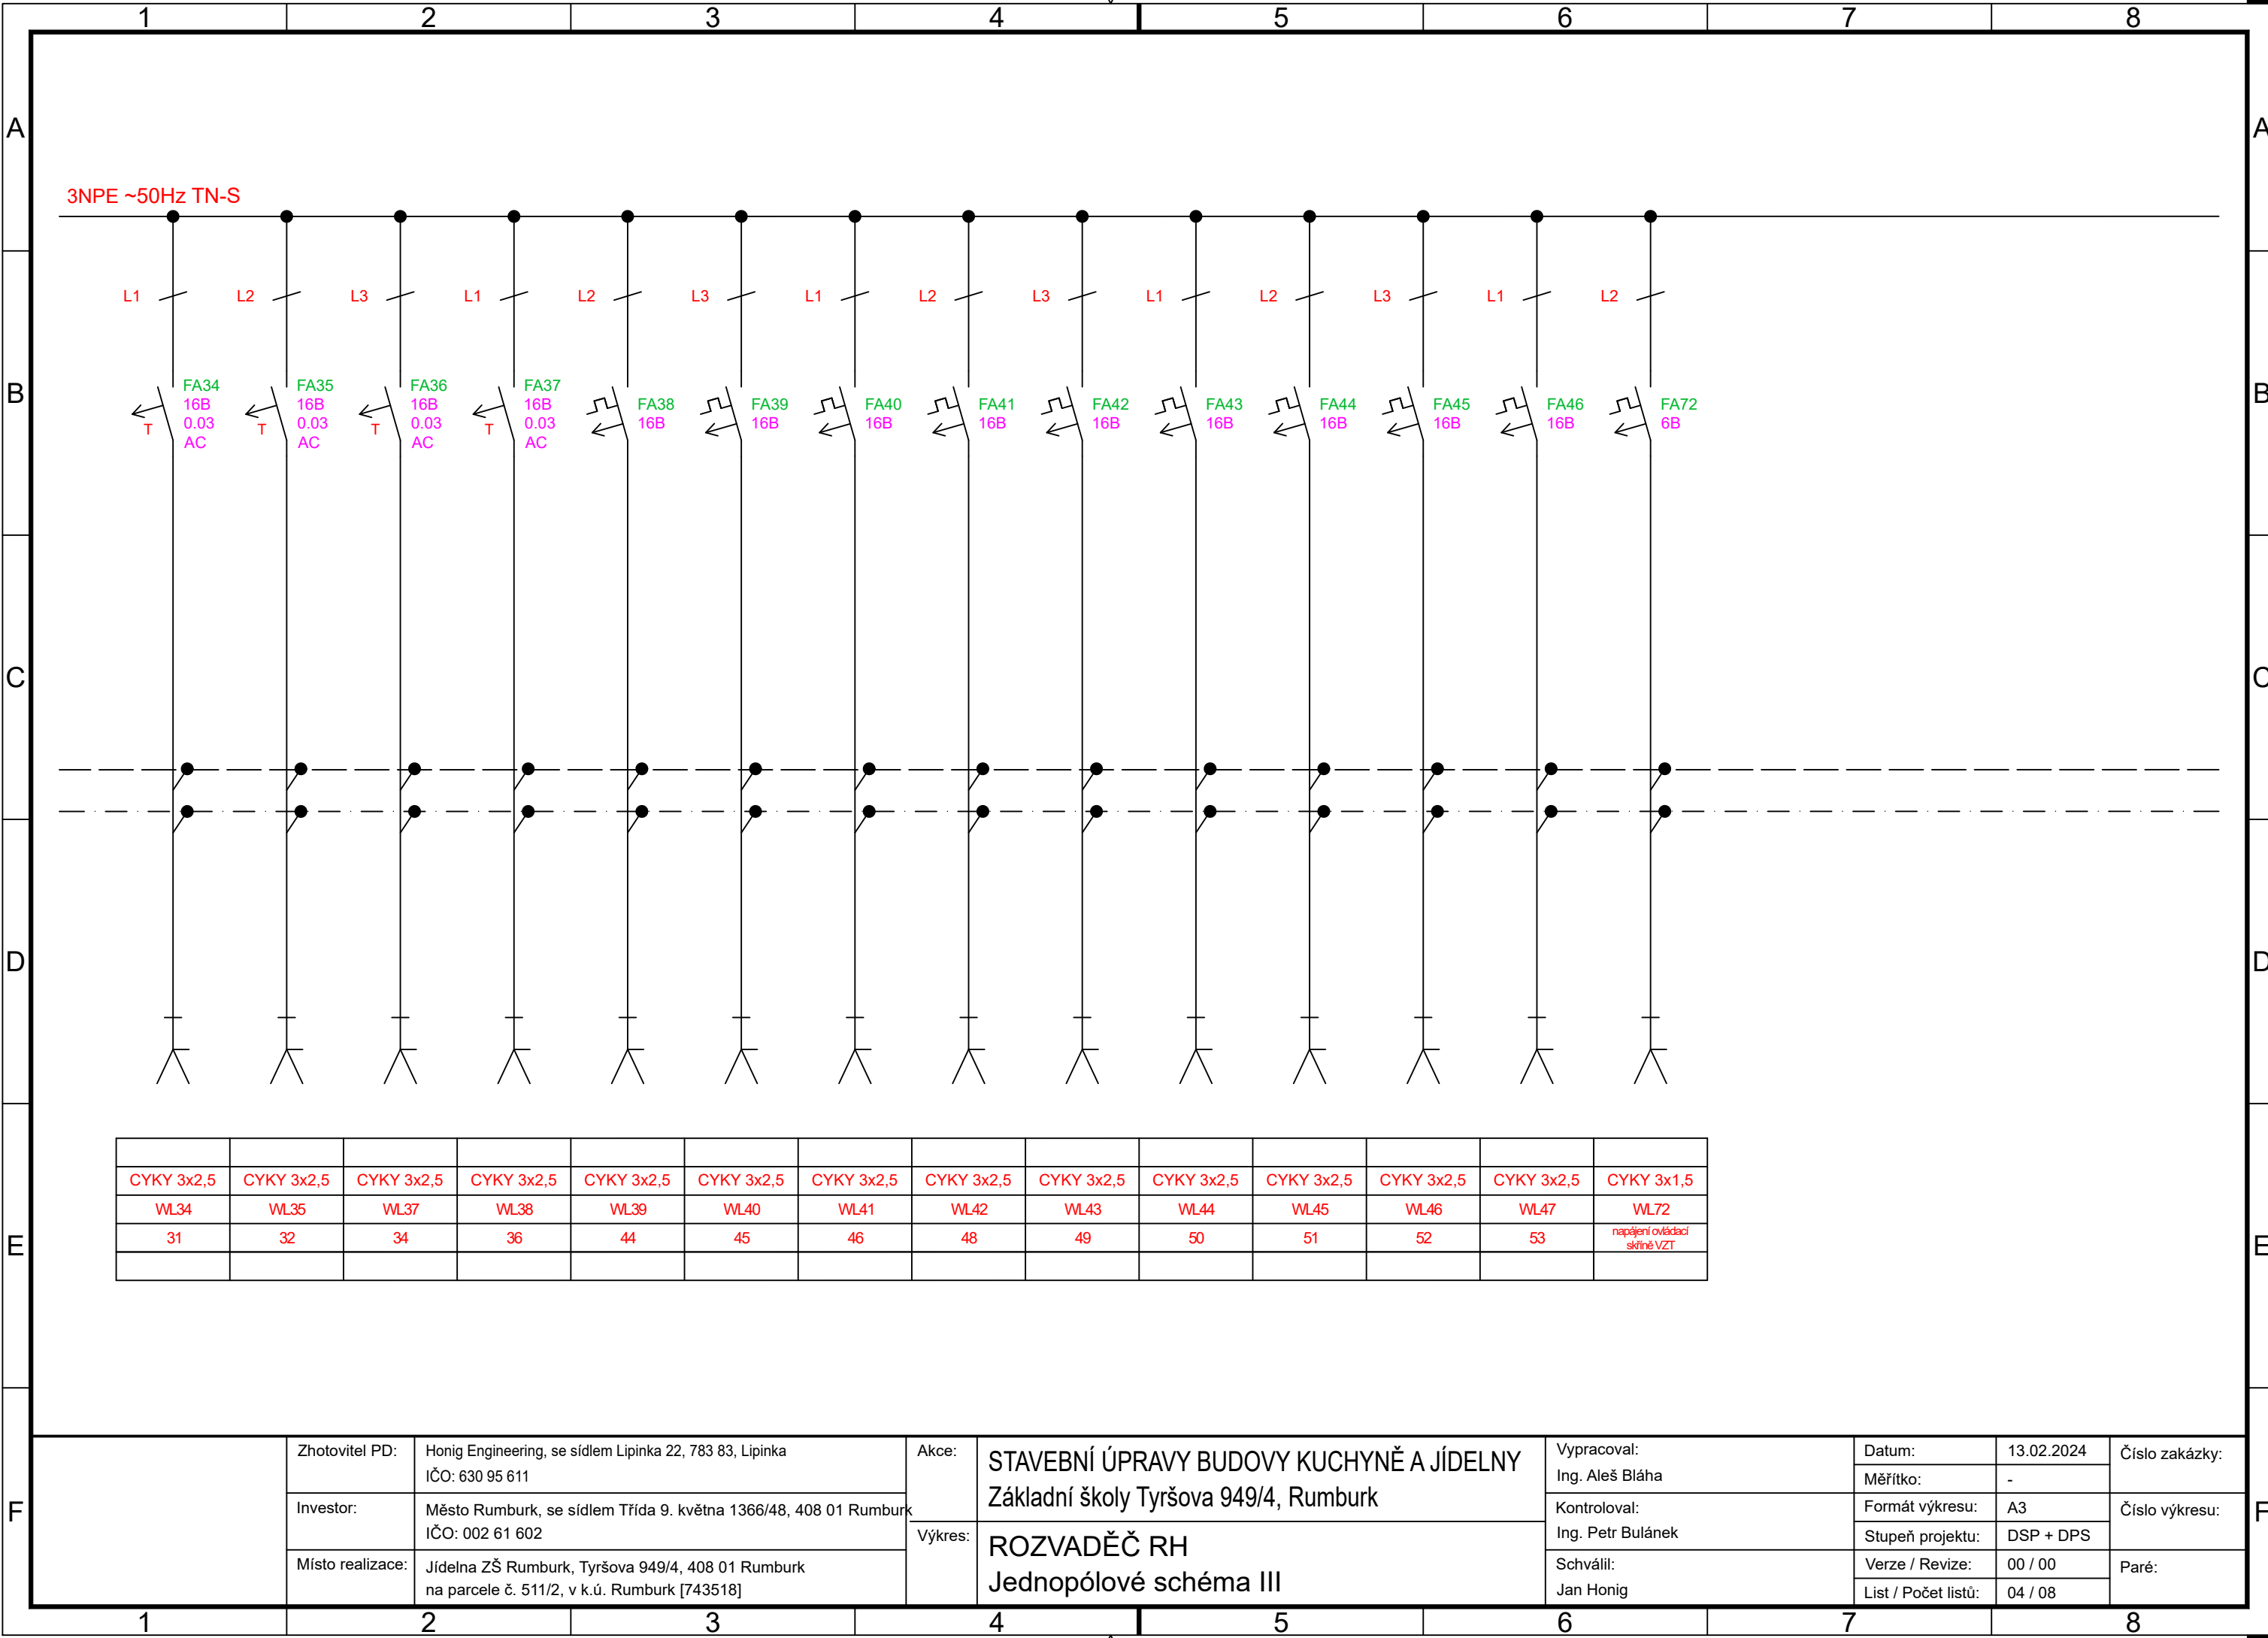 1 2 3 4 5 6 7 8
A A
3NPE ~50Hz TN-S
L1 L2 L3 L1 L2 L3 L1 L2 L3 L1 L2 L3 L1 L2
B B
FA34 FA35 FA36 FA37
16B 16B 16B 16B FA38 FA39 FA40 FA41 FA42 FA43 FA44 FA45 FA46 FA72
T 0.03 T 0.03 T 0.03 T 0.03 16B 16B 16B 16B 16B 16B 16B 16B 16B 6B
AC AC AC AC
C C
D D
CYKY 3x2,5 CYKY 3x2,5 CYKY 3x2,5 CYKY 3x2,5 CYKY 3x2,5 CYKY 3x2,5 CYKY 3x2,5 CYKY 3x2,5 CYKY 3x2,5 CYKY 3x2,5 CYKY 3x2,5 CYKY 3x2,5 CYKY 3x2,5 CYKY 3x1,5
WL34 WL35 WL37 WL38 WL39 WL40 WL41 WL42 WL43 WL44 WL45 WL46 WL47 WL72
31 32 34 36 44 45 46 48 49 50 51 52 53 napájení ovládací
skříně VZT
E E
F F
Zhotovitel PD: Honig Engineering, se sídlem Lipinka 22, 783 83, Lipinka
IČO: 630 95 611
Investor: Město Rumburk, se sídlem Třída 9. května 1366/48, 408 01 Rumburk
IČO: 002 61 602
Místo realizace: Jídelna ZŠ Rumburk, Tyršova 949/4, 408 01 Rumburk
na parcele č. 511/2, v k.ú. Rumburk [743518]
Akce: STAVEBNÍ ÚPRAVY BUDOVY KUCHYNĚ A JÍDELNY
Základní školy Tyršova 949/4, Rumburk
Výkres: ROZVADĚČ RH
Jednopólové schéma III
Vypracoval:
Ing. Aleš Bláha
Kontroloval:
Ing. Petr Bulánek
Schválil:
Jan Honig
Datum: 13.02.2024
Měřítko: -
Formát výkresu: A3
Stupeň projektu: DSP + DPS
Verze / Revize: 00 / 00
List / Počet listů: 04 / 08
Číslo zakázky:
Číslo výkresu:
Paré:
1 2 3 4 5 6 7 8